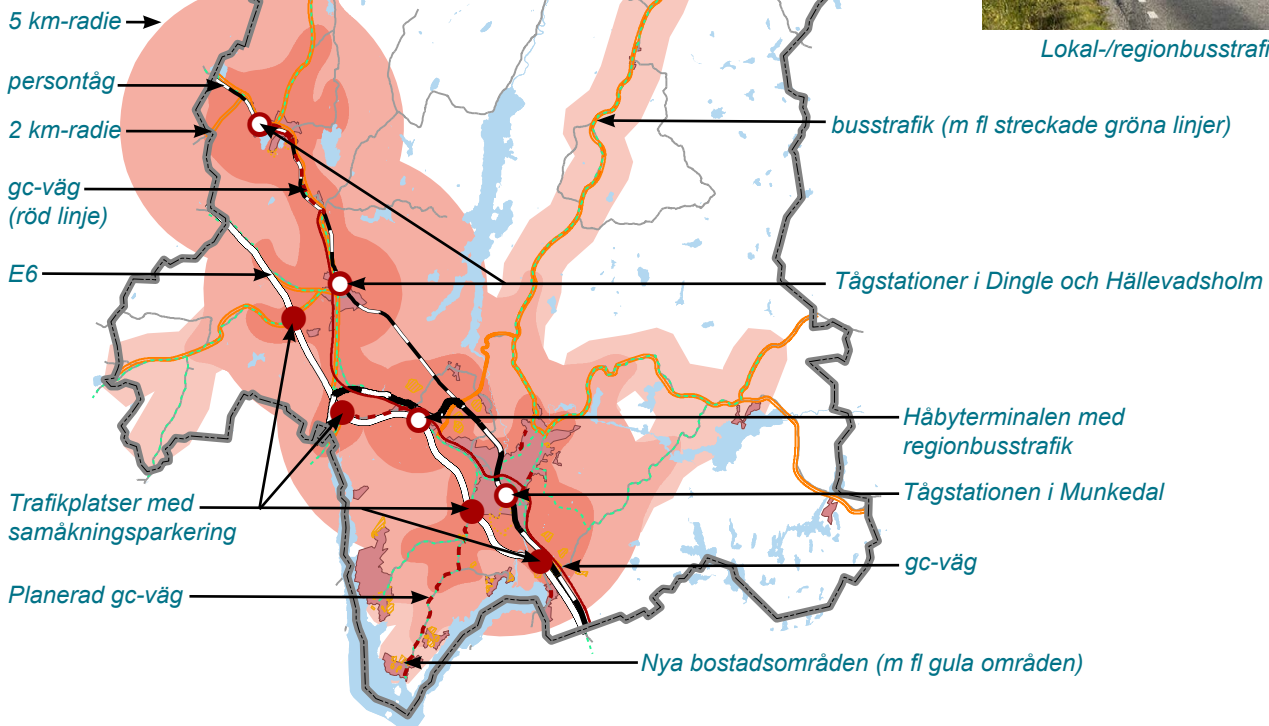 5 km-radie
Lokal-/regionbusstrafi
persontåg
2 km-radie
busstrafik (m fl streckade gröna linjer)
gc-väg
(röd linje)
E6
Tågstationer i Dingle och Hällevadsholm
Håbyterminalen med
regionbusstrafik
Trafikplatser med
samåkningsparkering
Tågstationen i Munkedal
gc-väg
Planerad gc-väg
Nya bostadsområden (m fl gula områden)